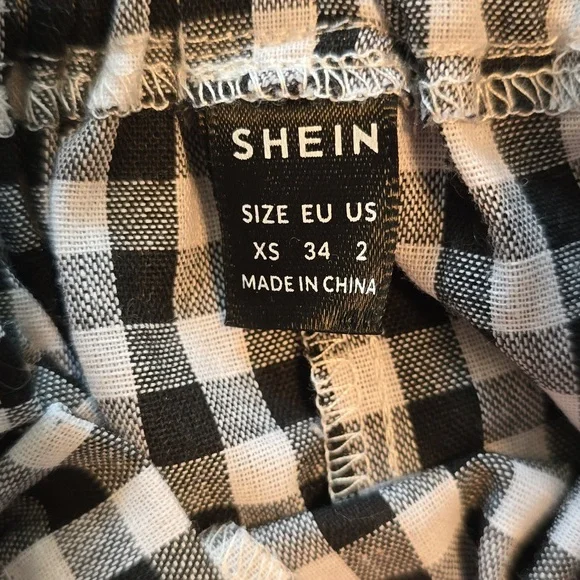 SHEIN
SIZE EU US
XS 34 2
MADE IN CHINA